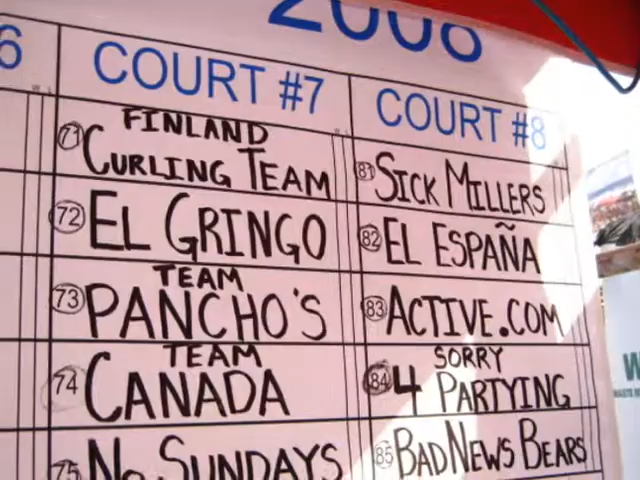 2008
6
COURT #7
COURT #8
71 FINLAND
CURLING TEAM
72 EL GRINGO
73 TEAM
PANCHO'S
74 TEAM
CANADA
75 No SUNDAYS
81 SICK MILLERS
82 EL ESPAÑA
83 ACTIVE.COM
84 SORRY
4 PARTYING
85 BAD NEWS BEARS
W